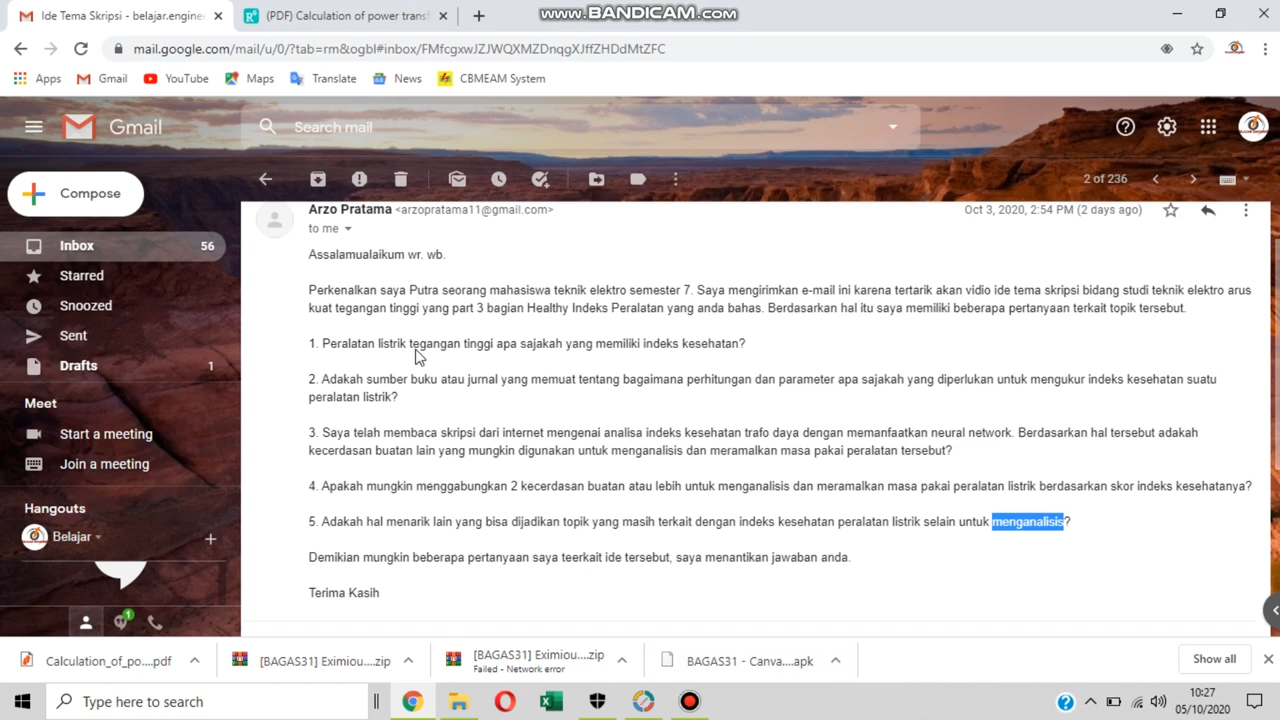 Ide Tema Skripsi - belajar.engine
(PDF) Calculation of power transf
www.BANDICAM.com
mail.google.com/mail/u/0/?tab=rm&ogbl#inbox/FMfcgxwJZJWQXMZDnqgXJffZHDdMtZFC
Apps Gmail YouTube Maps Translate News CBMEAM System
Gmail
Search mail
Compose
2 of 236
Inbox 56
Starred
Snoozed
Sent
Drafts 1
Meet
Start a meeting
Join a meeting
Hangouts
Belajar
1
Arzo Pratama <arzopratama11@gmail.com>
Oct 3, 2020, 2:54 PM (2 days ago)
to me
Assalamualaikum wr. wb.
Perkenalkan saya Putra seorang mahasiswa teknik elektro semester 7. Saya mengirimkan e-mail ini karena tertarik akan vidio ide tema skripsi bidang studi teknik elektro arus
kuat tegangan tinggi yang part 3 bagian Healthy Indeks Peralatan yang anda bahas. Berdasarkan hal itu saya memiliki beberapa pertanyaan terkait topik tersebut.
1. Peralatan listrik tegangan tinggi apa sajakah yang memiliki indeks kesehatan?
2. Adakah sumber buku atau jurnal yang memuat tentang bagaimana perhitungan dan parameter apa sajakah yang diperlukan untuk mengukur indeks kesehatan suatu
peralatan listrik?
3. Saya telah membaca skripsi dari internet mengenai analisa indeks kesehatan trafo daya dengan memanfaatkan neural network. Berdasarkan hal tersebut adakah
kecerdasan buatan lain yang mungkin digunakan untuk menganalisis dan meramalkan masa pakai peralatan tersebut?
4. Apakah mungkin menggabungkan 2 kecerdasan buatan atau lebih untuk menganalisis dan meramalkan masa pakai peralatan listrik berdasarkan skor indeks kesehatanya?
5. Adakah hal menarik lain yang bisa dijadikan topik yang masih terkait dengan indeks kesehatan peralatan listrik selain untuk menganalisis?
Demikian mungkin beberapa pertanyaan saya teerkait ide tersebut, saya menantikan jawaban anda.
Terima Kasih
Calculation_of_po....pdf
[BAGAS31] Eximiou....zip
[BAGAS31] Eximiou....zip
Failed - Network error
BAGAS31 - Canva....apk
Show all
Type here to search
10:27
05/10/2020